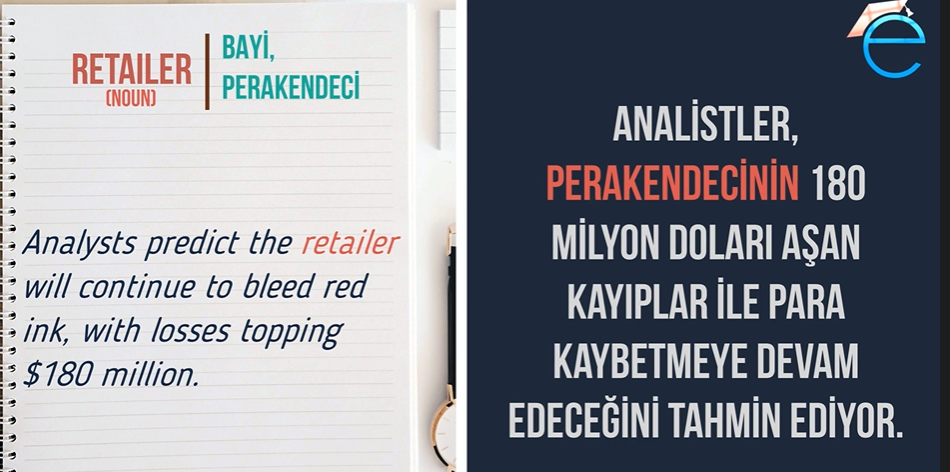 RETAILER
(NOUN)
BAYİ,
PERAKENDECİ
Analysts predict the retailer
will continue to bleed red
ink, with losses topping
$180 million.
e
ANALİSTLER,
PERAKENDECİNİN 180
MİLYON DOLARI AŞAN
KAYIPLAR İLE PARA
KAYBETMEYE DEVAM
EDECEĞİNİ TAHMİN EDİYOR.